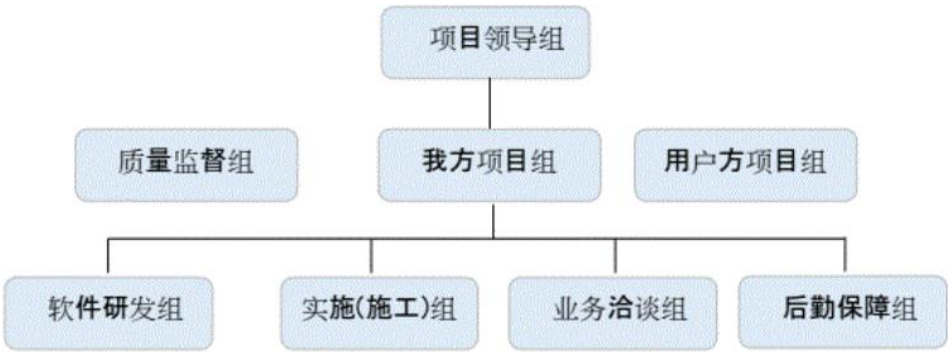 项目领导组
质量监督组
我方项目组
用户方项目组
软件研发组
实施(施工)组
业务洽谈组
后勤保障组